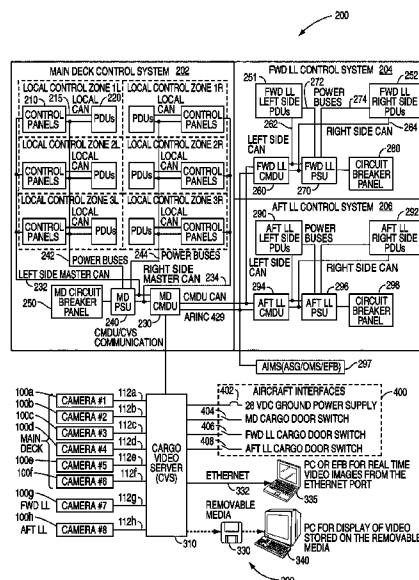 200
MAIN DECK CONTROL SYSTEM 202
LOCAL CONTROL ZONE 1L
LOCAL CONTROL ZONE 1R
210
215
LOCAL CAN
220
LOCAL CAN
CONTROL PANELS
PDUs
PDUs
CONTROL PANELS
LOCAL CONTROL ZONE 2L
LOCAL CONTROL ZONE 2R
LOCAL CAN
LOCAL CAN
CONTROL PANELS
PDUs
PDUs
CONTROL PANELS
LOCAL CONTROL ZONE 3L
LOCAL CONTROL ZONE 3R
LOCAL CAN
LOCAL CAN
CONTROL PANELS
PDUs
PDUs
CONTROL PANELS
242
244
POWER BUSES
POWER BUSES
LEFT SIDE MASTER CAN
232
RIGHT SIDE MASTER CAN
234
250
MD CIRCUIT BREAKER PANEL
MD PSU
240
MD CMDU
230
CMDU/CVS COMMUNICATION
CMDU CAN
ARINC 429
FWD LL CONTROL SYSTEM 204
251
FWD LL LEFT SIDE PDUs
272
POWER BUSES
274
252
FWD LL RIGHT SIDE PDUs
262
264
RIGHT SIDE CAN
LEFT SIDE CAN
FWD LL CMDU
260
FWD LL PSU
270
280
CIRCUIT BREAKER PANEL
AFT LL CONTROL SYSTEM 206
290
AFT LL LEFT SIDE PDUs
POWER BUSES
292
AFT LL RIGHT SIDE PDUs
LEFT SIDE CAN
RIGHT SIDE CAN
294
AFT LL CMDU
AFT LL PSU
296
298
CIRCUIT BREAKER PANEL
AIMS(ASG/OMS/EFB)
297
100a
CAMERA #1
112a
100b
CAMERA #2
112b
100c
CAMERA #3
112c
100d
CAMERA #4
112d
MAIN DECK
100e
CAMERA #5
112e
100f
CAMERA #6
112f
100g
FWD LL
CAMERA #7
112g
100h
AFT LL
CAMERA #8
112h
CARGO VIDEO SERVER (CVS)
310
AIRCRAFT INTERFACES
400
402
28 VDC GROUND POWER SUPPLY
404
MD CARGO DOOR SWITCH
406
FWD LL CARGO DOOR SWITCH
408
AFT LL CARGO DOOR SWITCH
ETHERNET
332
335
PC OR EFB FOR REAL TIME VIDEO IMAGES FROM THE ETHERNET PORT
REMOVABLE MEDIA
330
340
PC FOR DISPLAY OF VIDEO STORED ON THE REMOVABLE MEDIA